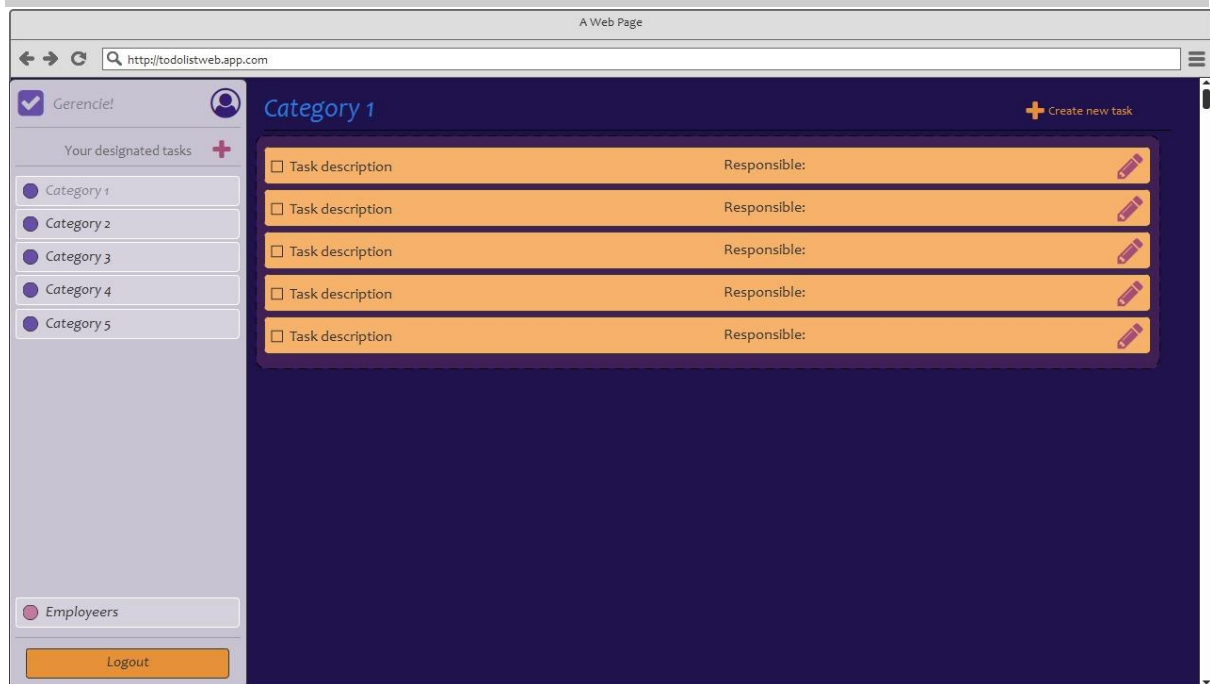 A Web Page
http://todolistweb.app.com
Gerencie!
Your designated tasks
Category 1
Category 2
Category 3
Category 4
Category 5
Employeers
Logout
Category 1
Create new task
Task description Responsible:
Task description Responsible:
Task description Responsible:
Task description Responsible:
Task description Responsible: